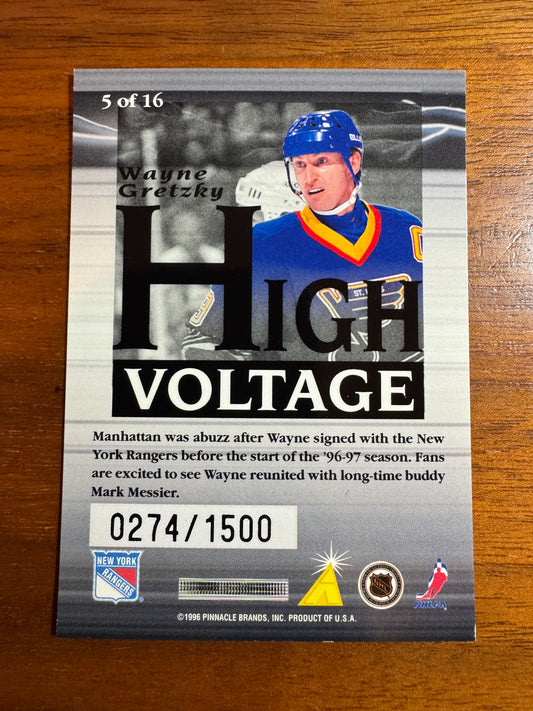 5 of 16
Wayne
Gretzky
HIGH
VOLTAGE
Manhattan was abuzz after Wayne signed with the New
York Rangers before the start of the '96-97 season. Fans
are excited to see Wayne reunited with long-time buddy
Mark Messier.
0274/1500
NEW YORK
RANGERS
NHLPA
©1996 PINNACLE BRANDS, INC. PRODUCT OF U.S.A.